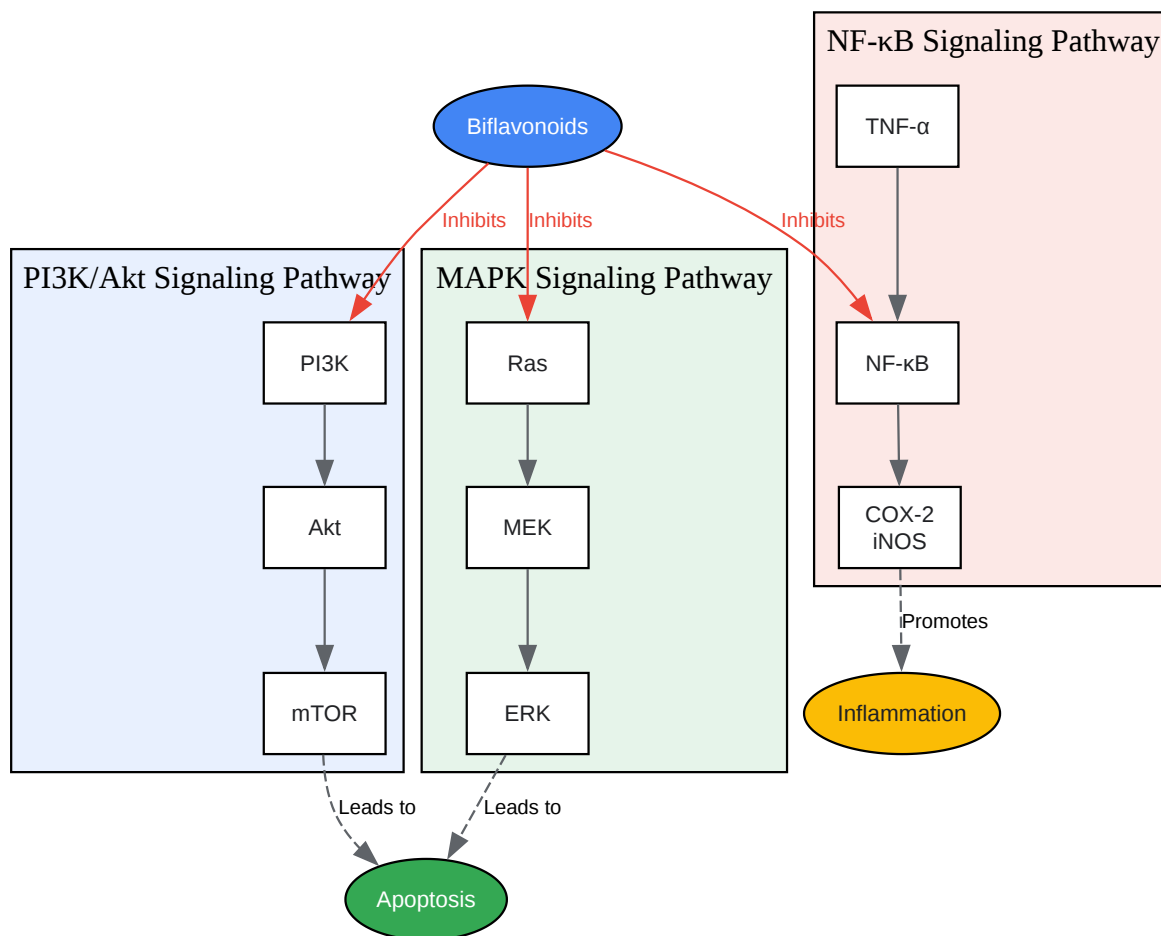 NF-κB Signaling Pathway
TNF-α
Biflavonoids
Inhibits
Inhibits
Inhibits
PI3K/Akt Signaling Pathway
MAPK Signaling Pathway
PI3K
Ras
NF-κB
Akt
MEK
COX-2
iNOS
Promotes
mTOR
ERK
Inflammation
Leads to
Leads to
Apoptosis